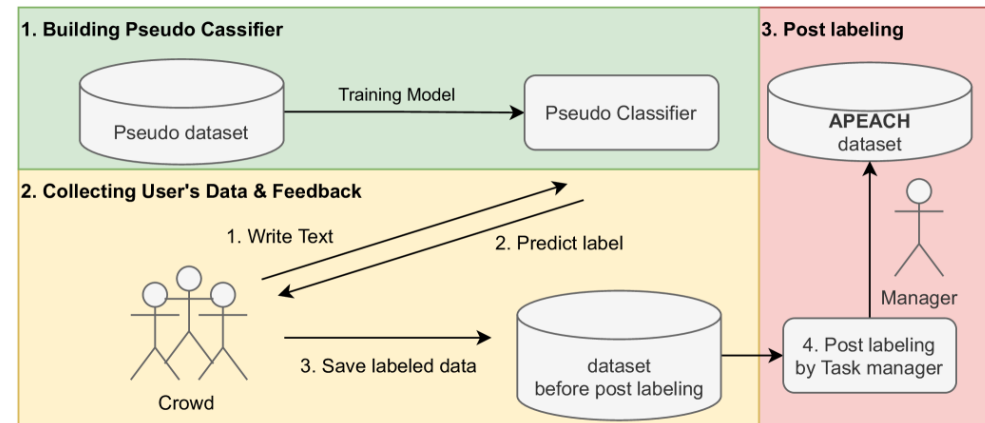 1. Building Pseudo Cassifier
Training Model
Pseudo dataset
Pseudo Classifier
2. Collecting User's Data & Feedback
1. Write Text
2. Predict label
3. Save labeled data
Crowd
dataset
before post labeling
3. Post labeling
APEACH
dataset
Manager
4. Post labeling
by Task manager